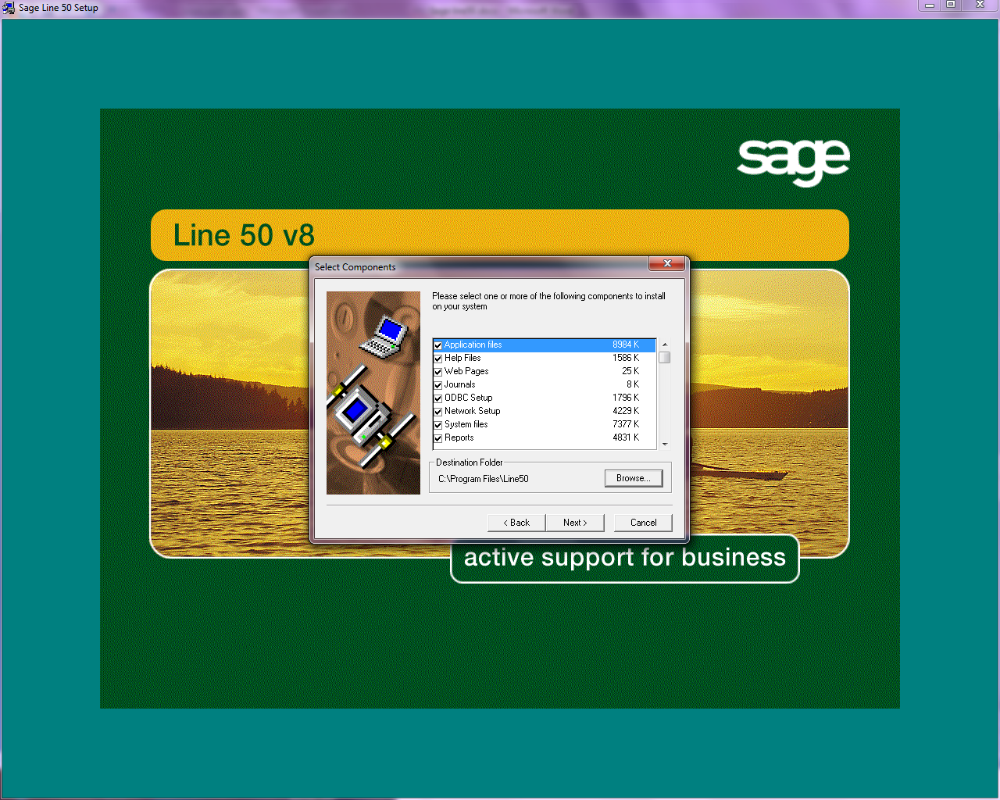 Sage Line 50 Setup
sage
Line 50 v8
Select Components
Please select one or more of the following components to install
on your system
Application files 8984 K
Help Files 1586 K
Web Pages 25 K
Journals 8 K
ODBC Setup 1796 K
Network Setup 4229 K
System files 7377 K
Reports 4831 K
Destination Folder
C:\Program Files\Line50
Browse...
< Back
Next >
Cancel
active support for business